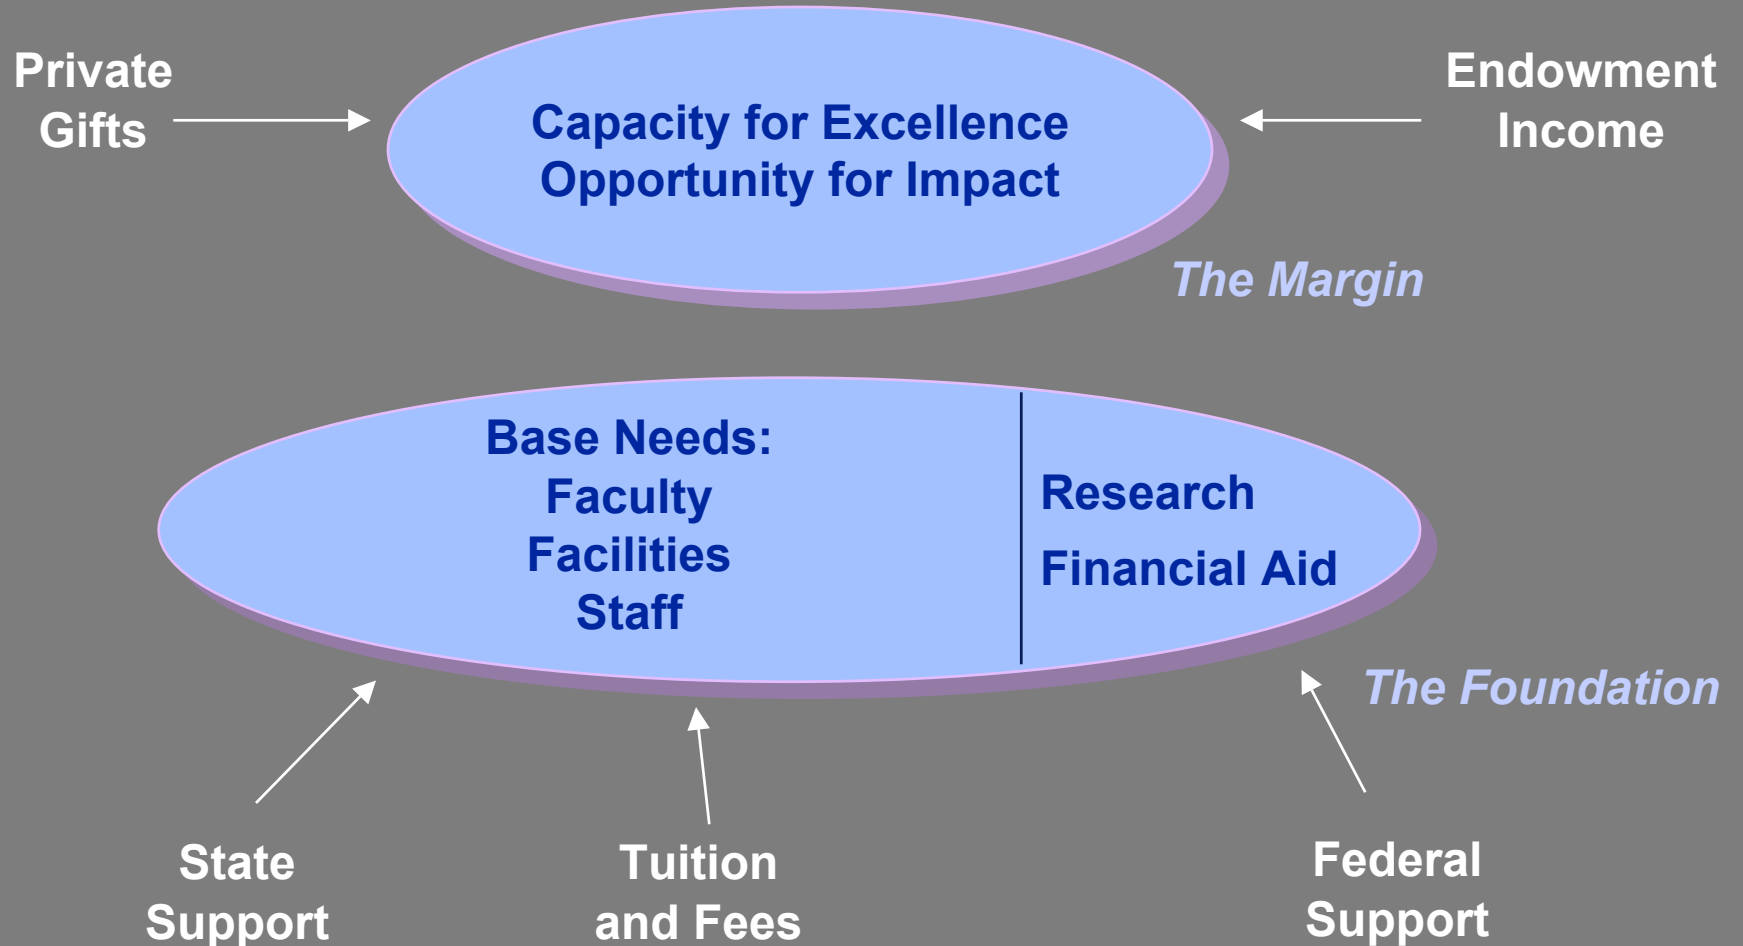 Private
Gifts
Capacity for Excellence
Opportunity for Impact
Endowment
Income
The Margin
Base Needs:
Faculty
Facilities
Staff
Research
Financial Aid
The Foundation
State
Support
Tuition
and Fees
Federal
Support